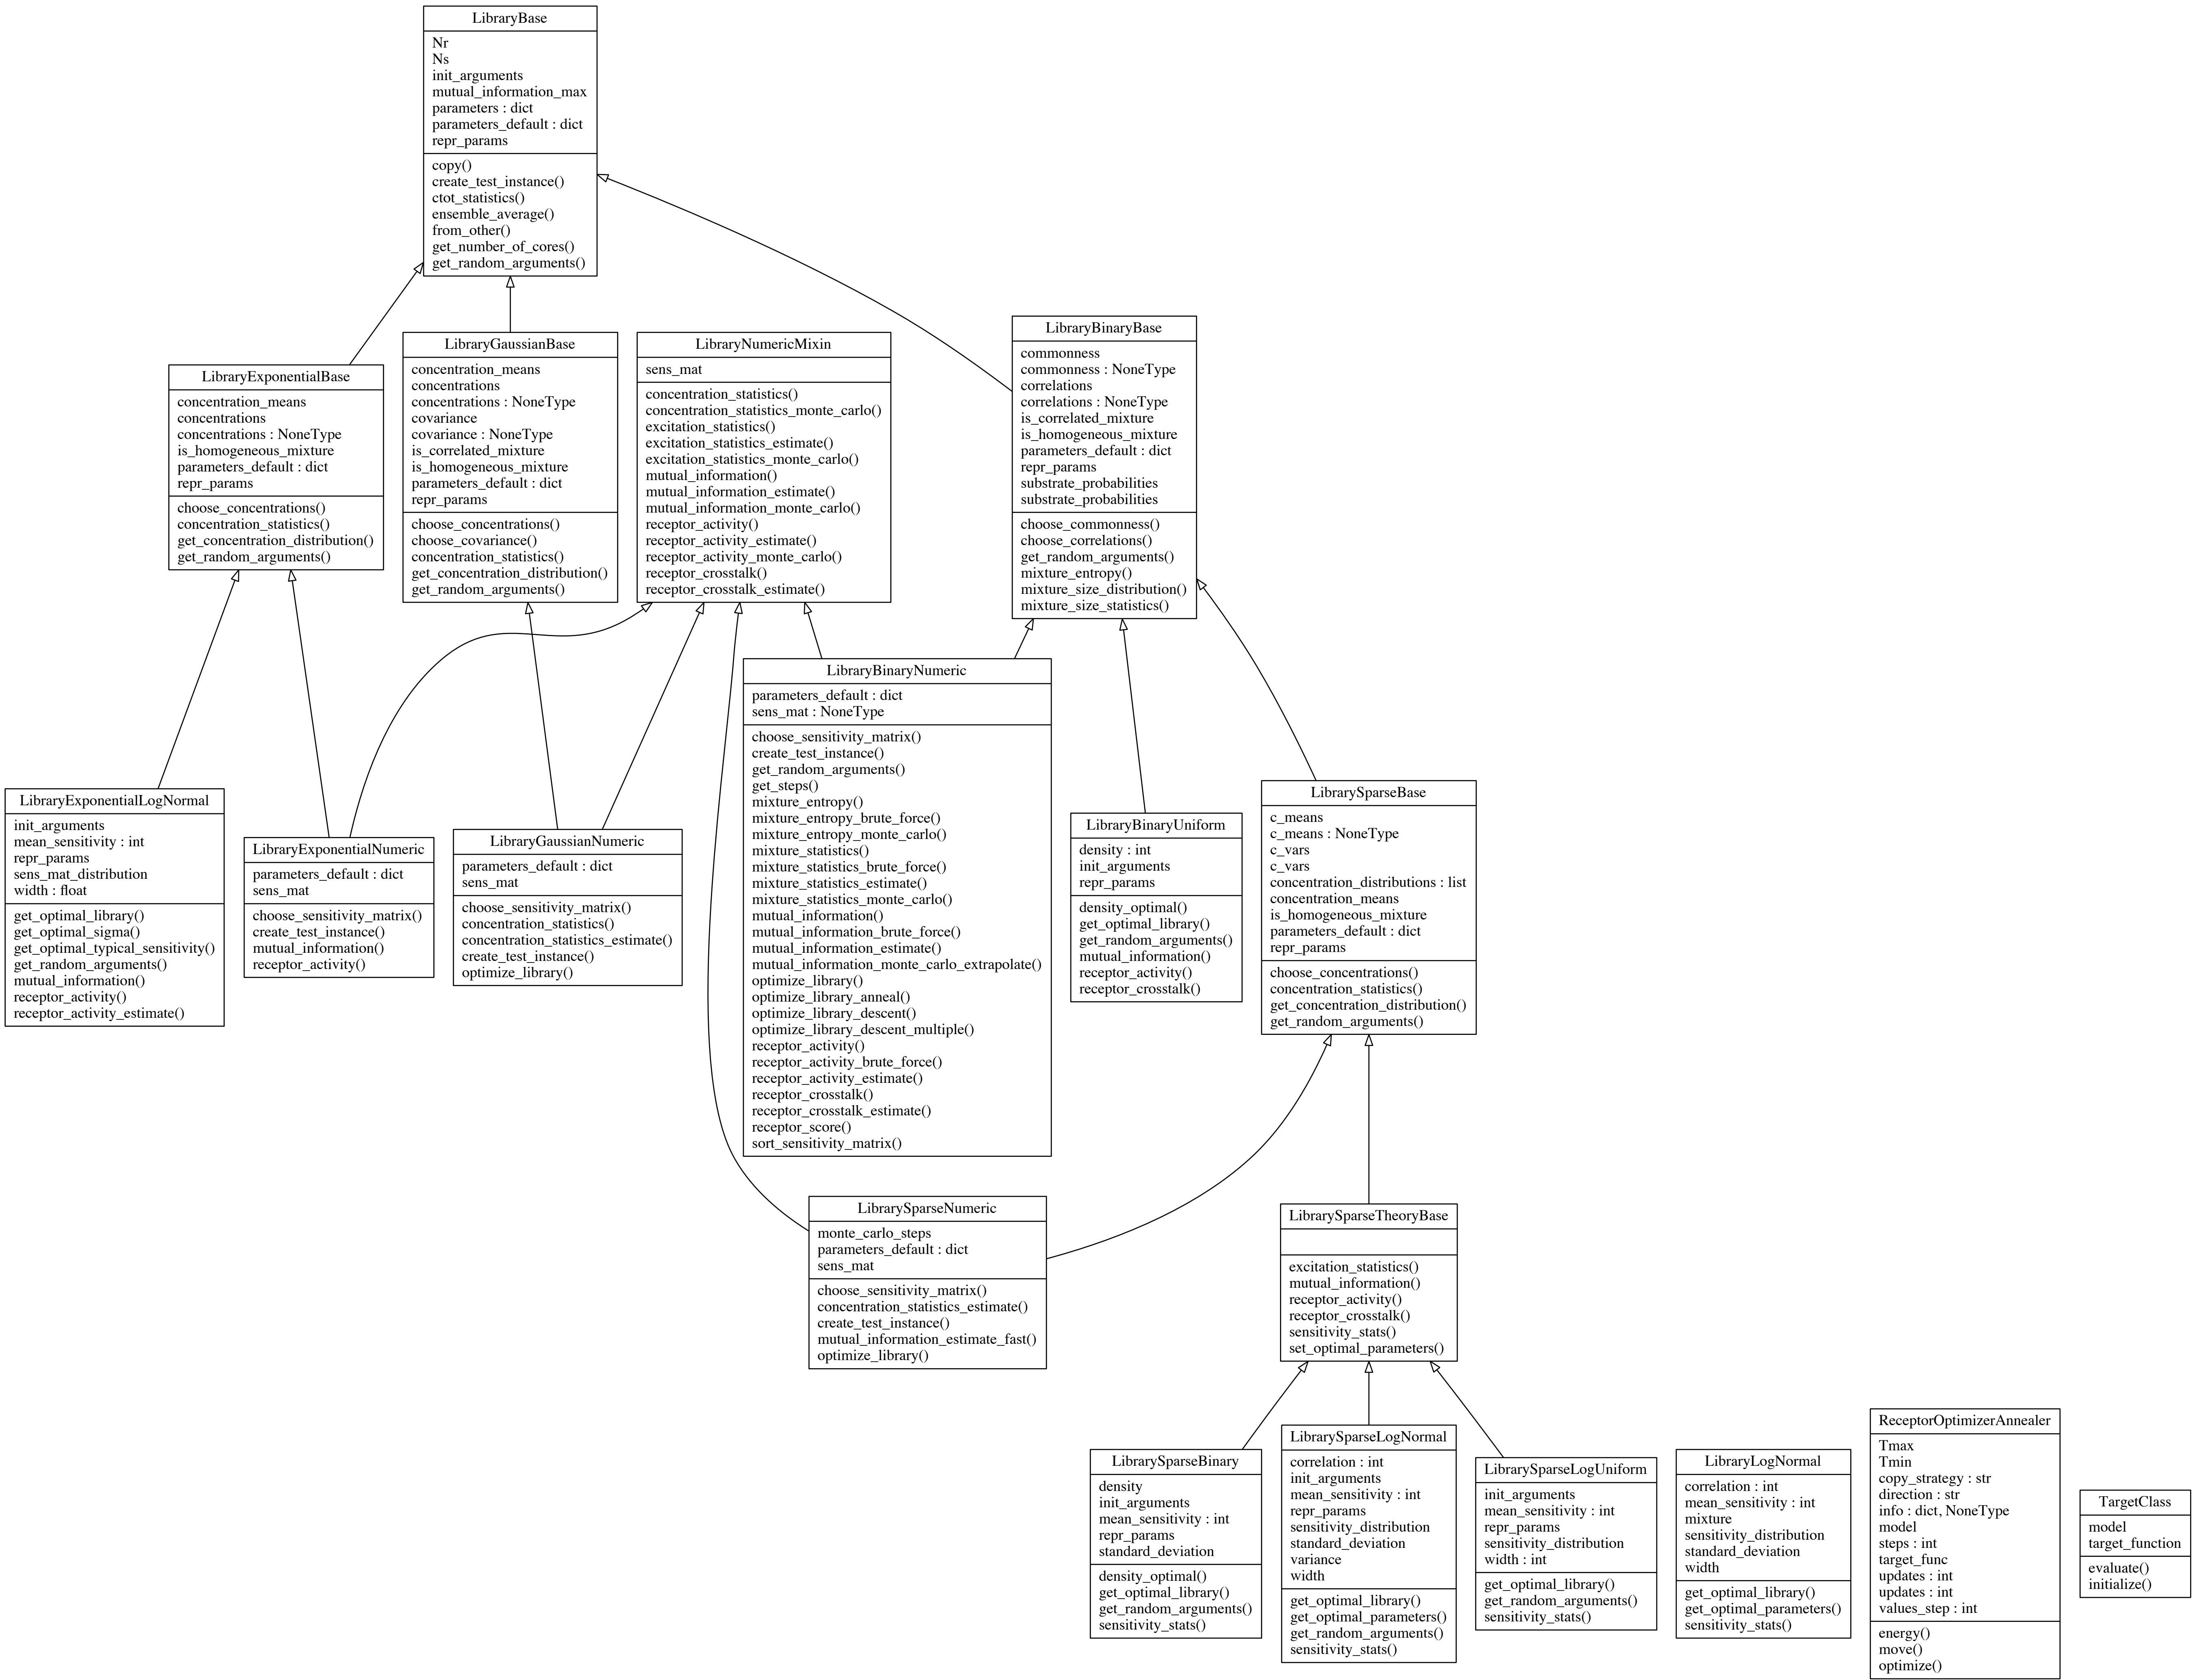 LibraryBase
Nr
Ns
init_arguments
mutual_information_max
parameters : dict
parameters_default : dict
repr_params
copy()
create_test_instance()
ctot_statistics()
ensemble_average()
from_other()
get_number_of_cores()
get_random_arguments()
LibraryExponentialBase
concentration_means
concentrations
concentrations : NoneType
is_homogeneous_mixture
parameters_default : dict
repr_params
choose_concentrations()
concentration_statistics()
get_concentration_distribution()
get_random_arguments()
LibraryGaussianBase
concentration_means
concentrations
concentrations : NoneType
covariance
covariance : NoneType
is_correlated_mixture
is_homogeneous_mixture
parameters_default : dict
repr_params
choose_concentrations()
choose_covariance()
concentration_statistics()
get_concentration_distribution()
get_random_arguments()
LibraryNumericMixin
sens_mat
concentration_statistics()
concentration_statistics_monte_carlo()
excitation_statistics()
excitation_statistics_estimate()
excitation_statistics_monte_carlo()
mutual_information()
mutual_information_estimate()
mutual_information_monte_carlo()
receptor_activity()
receptor_activity_estimate()
receptor_activity_monte_carlo()
receptor_crosstalk()
receptor_crosstalk_estimate()
LibraryBinaryBase
commonness
commonness : NoneType
correlations
correlations : NoneType
is_correlated_mixture
is_homogeneous_mixture
parameters_default : dict
repr_params
substrate_probabilities
substrate_probabilities
choose_commonness()
choose_correlations()
get_random_arguments()
mixture_entropy()
mixture_size_distribution()
mixture_size_statistics()
LibraryExponentialLogNormal
init_arguments
mean_sensitivity : int
repr_params
sens_mat_distribution
width : float
get_optimal_library()
get_optimal_sigma()
get_optimal_typical_sensitivity()
get_random_arguments()
mutual_information()
receptor_activity()
receptor_activity_estimate()
LibraryExponentialNumeric
parameters_default : dict
sens_mat
choose_sensitivity_matrix()
create_test_instance()
mutual_information()
receptor_activity()
LibraryGaussianNumeric
parameters_default : dict
sens_mat
choose_sensitivity_matrix()
concentration_statistics()
concentration_statistics_estimate()
create_test_instance()
optimize_library()
LibraryBinaryNumeric
parameters_default : dict
sens_mat : NoneType
choose_sensitivity_matrix()
create_test_instance()
get_random_arguments()
get_steps()
mixture_entropy()
mixture_entropy_brute_force()
mixture_entropy_monte_carlo()
mixture_statistics()
mixture_statistics_brute_force()
mixture_statistics_estimate()
mixture_statistics_monte_carlo()
mutual_information()
mutual_information_brute_force()
mutual_information_estimate()
mutual_information_monte_carlo_extrapolate()
optimize_library()
optimize_library_anneal()
optimize_library_descent()
optimize_library_descent_multiple()
receptor_activity()
receptor_activity_brute_force()
receptor_activity_estimate()
receptor_crosstalk()
receptor_crosstalk_estimate()
receptor_score()
sort_sensitivity_matrix()
LibraryBinaryUniform
density : int
init_arguments
repr_params
density_optimal()
get_optimal_library()
get_random_arguments()
mutual_information()
receptor_activity()
receptor_crosstalk()
LibrarySparseBase
c_means
c_means : NoneType
c_vars
c_vars
concentration_distributions : list
concentration_means
is_homogeneous_mixture
parameters_default : dict
repr_params
choose_concentrations()
concentration_statistics()
get_concentration_distribution()
get_random_arguments()
LibrarySparseNumeric
monte_carlo_steps
parameters_default : dict
sens_mat
choose_sensitivity_matrix()
concentration_statistics_estimate()
create_test_instance()
mutual_information_estimate_fast()
optimize_library()
LibrarySparseTheoryBase
excitation_statistics()
mutual_information()
receptor_activity()
receptor_crosstalk()
sensitivity_stats()
set_optimal_parameters()
LibrarySparseBinary
density
init_arguments
mean_sensitivity : int
repr_params
standard_deviation
density_optimal()
get_optimal_library()
get_random_arguments()
sensitivity_stats()
LibrarySparseLogNormal
correlation : int
init_arguments
mean_sensitivity : int
repr_params
sensitivity_distribution
standard_deviation
variance
width
get_optimal_library()
get_optimal_parameters()
get_random_arguments()
sensitivity_stats()
LibrarySparseLogUniform
init_arguments
mean_sensitivity : int
repr_params
sensitivity_distribution
width : int
get_optimal_library()
get_random_arguments()
sensitivity_stats()
LibraryLogNormal
correlation : int
mean_sensitivity : int
mixture
sensitivity_distribution
standard_deviation
width
get_optimal_library()
get_optimal_parameters()
sensitivity_stats()
ReceptorOptimizerAnnealer
Tmax
Tmin
copy_strategy : str
direction : str
info : dict, NoneType
model
steps : int
target_func
updates : int
updates : int
values_step : int
energy()
move()
optimize()
TargetClass
model
target_function
evaluate()
initialize()